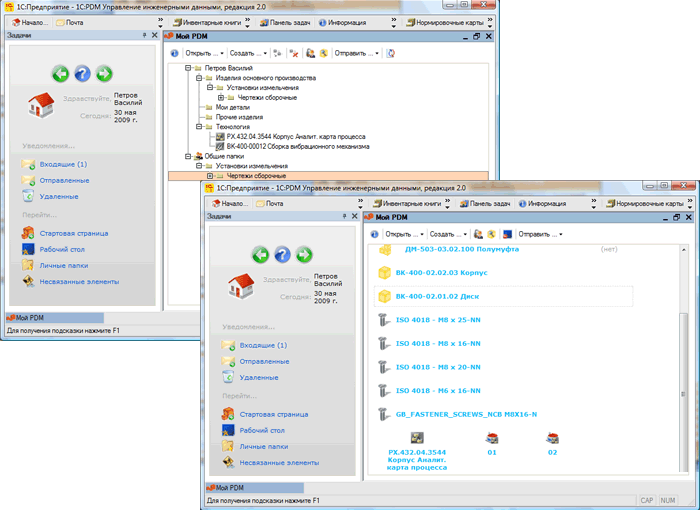 1С:Предприятие - 1С:PDM Управление инженерными данными, редакция 2.0
Начало... Почта Инвентарные книги Панель задач Информация Нормировочные карты
Задачи
Здравствуйте, Петров Василий
Сегодня: 30 мая 2009 г.
Уведомления...
Входящие (1)
Отправленные
Удаленные
Перейти...
Стартовая страница
Рабочий стол
Личные папки
Несвязанные элементы
Мой PDM
Открыть ... Создать ... Отправить ...
Петров Василий
Изделия основного производства
Установки измельчения
Чертежи сборочные
Мои детали
Прочие изделия
Технология
РХ.432.04.3544 Корпус Аналит. карта процесса
ВК-400-00012 Сборка вибрационного механизма
Общие папки
Установки измельчения
Чертежи сборочные
Мой PDM
Для получения подсказки нажмите F1
1С:Предприятие - 1С:PDM Управление инженерными данными, редакция 2.0
Начало... Почта Инвентарные книги Панель задач Информация Нормировочные карты
Задачи
Здравствуйте, Петров Василий
Сегодня: 30 мая 2009 г.
Уведомления...
Входящие (1)
Отправленные
Удаленные
Перейти...
Стартовая страница
Рабочий стол
Личные папки
Несвязанные элементы
Мой PDM
Открыть ... Создать ... Отправить ...
ДМ-503-03.02.100 Полумуфта (нет)
ВК-400-02.02.03 Корпус
ВК-400-02.01.02 Диск
ISO 4018 - M8 x 25-NN
ISO 4018 - M8 x 16-NN
ISO 4018 - M8 x 20-NN
ISO 4018 - M6 x 16-NN
GB_FASTENER_SCREWS_NCB M8X16-N
РХ.432.04.3544 01 02
Корпус Аналит.
карта процесса
Мой PDM
Для получения подсказки нажмите F1 CAP NUM